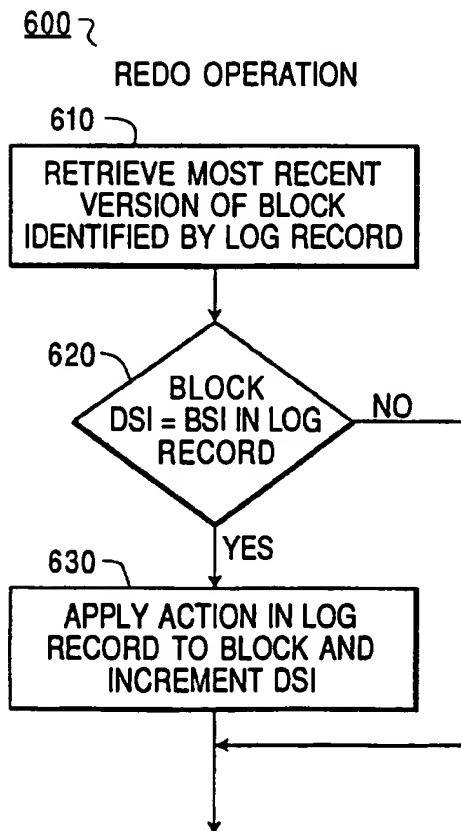 600
REDO OPERATION
610
RETRIEVE MOST RECENT
VERSION OF BLOCK
IDENTIFIED BY LOG RECORD
620
BLOCK
DSI = BSI IN LOG
RECORD
NO
YES
630
APPLY ACTION IN LOG
RECORD TO BLOCK AND
INCREMENT DSI